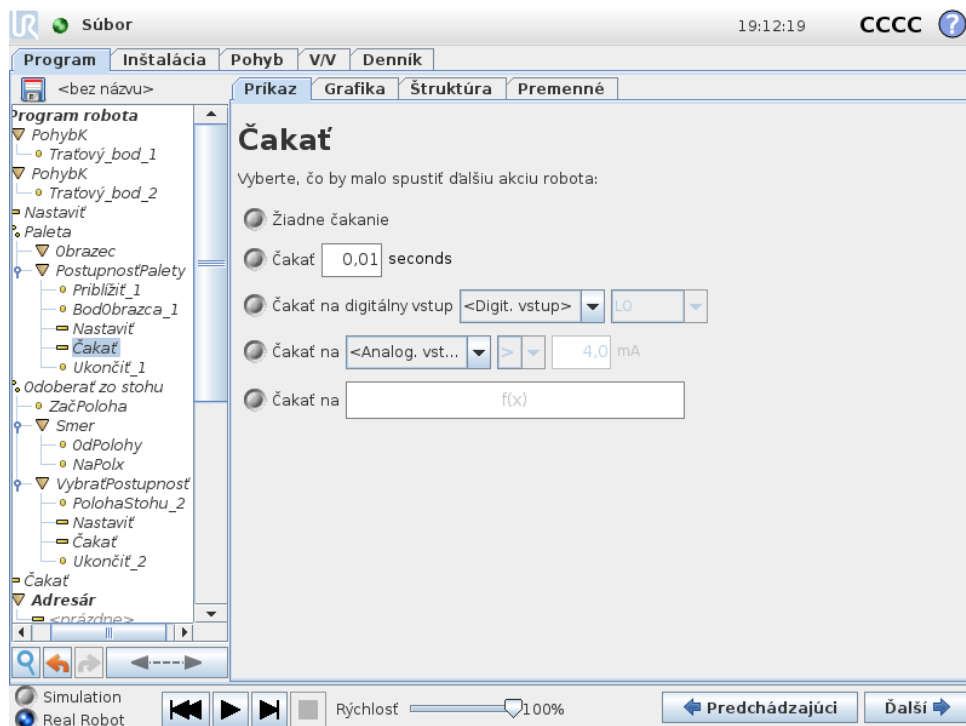 UR Súbor 19:12:19 CCCC ?
Program Inštalácia Pohyb V/V Denník
<bez názvu> Príkaz Grafika Štruktúra Premenné
Program robota
PohybK
Traťový_bod_1
PohybK
Traťový_bod_2
Nastaviť
Paleta
Obrazec
PostupnosťPalety
Priblížiť_1
BodObrazca_1
Nastaviť
Čakať
Ukončiť_1
Odoberať zo stohu
ZačPoloha
Smer
OdPolohy
NaPolx
VybraťPostupnosť
PolohaStohu_2
Nastaviť
Čakať
Ukončiť_2
Čakať
Adresár
<prázdne>
Čakať
Vyberte, čo by malo spustiť ďalšiu akciu robota:
Žiadne čakanie
Čakať 0,01 seconds
Čakať na digitálny vstup <Digit. vstup> LO
Čakať na <Analog. vst... > 4,0 mA
Čakať na f(x)
Simulation
Real Robot
Rýchlosť 100%
Predchádzajúci Ďalší